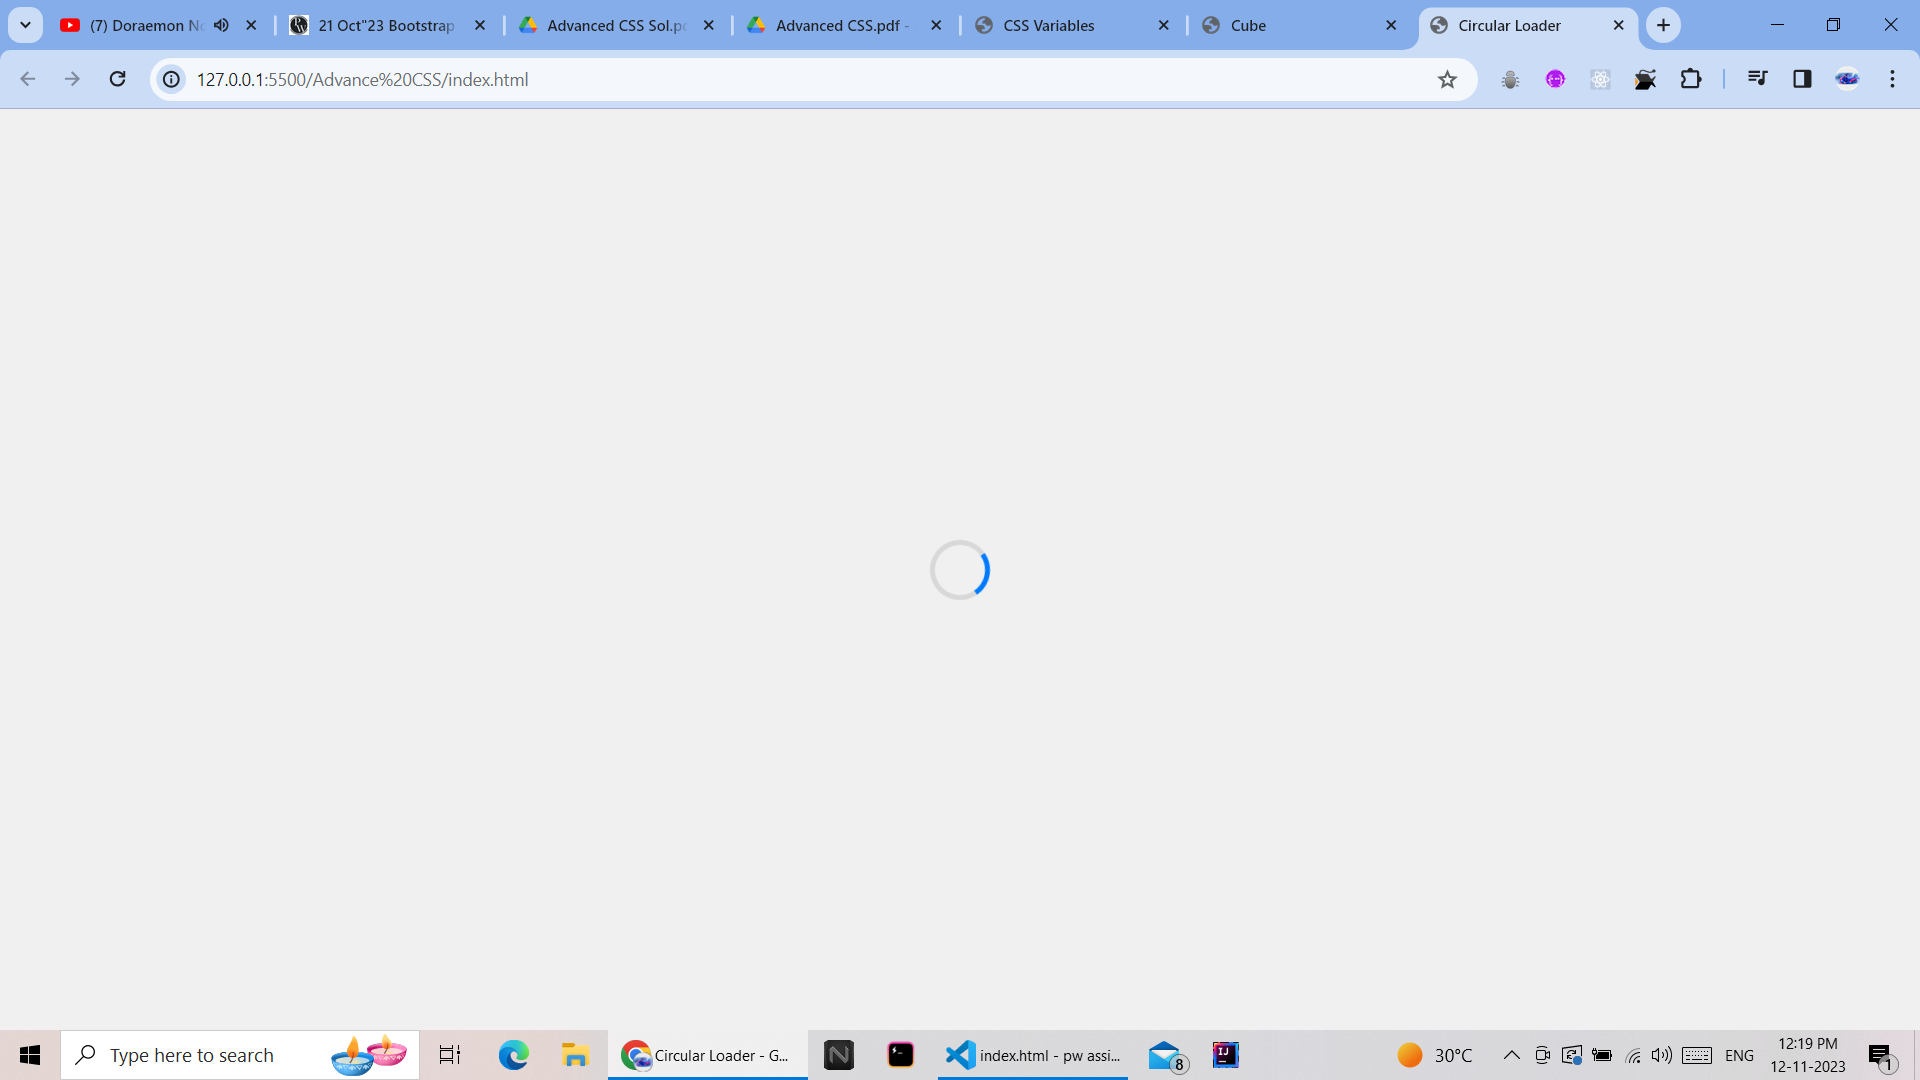 (7) Doraemon No
21 Oct"23 Bootstrap
Advanced CSS Sol.pd
Advanced CSS.pdf -
CSS Variables
Cube
Circular Loader
127.0.0.1:5500/Advance%20CSS/index.html
Type here to search
Circular Loader - G...
index.html - pw assi...
8
30°C
ENG
12:19 PM
12-11-2023
1